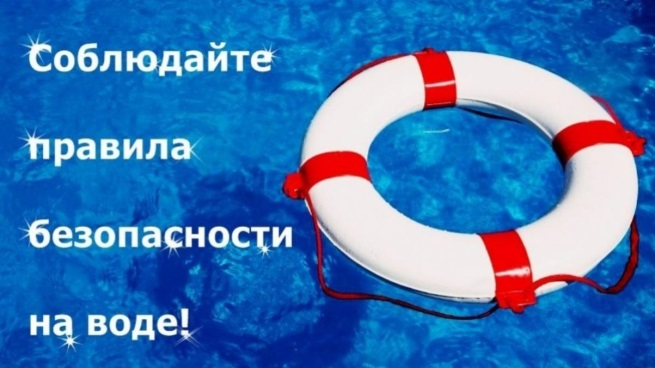 Соблюдайте
правила
безопасности
на воде!